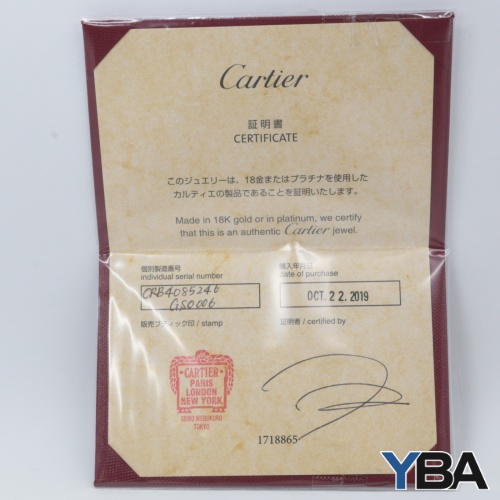 Cartier
証明書
CERTIFICATE
このジュエリーは、18金またはプラチナを使用した
カルティエの製品であることを証明いたします。
Made in 18K gold or in platinum, we certify
that this is an authentic Cartier jewel.
個別製造番号
individual serial number
CRB4085246
GS0006
購入年月日
date of purchase
OCT. 22. 2019
販売ブティック印 / stamp
証明者 / certified by
CARTIER
PARIS
LONDON
NEW YORK
TOKYO
1718865
YBA